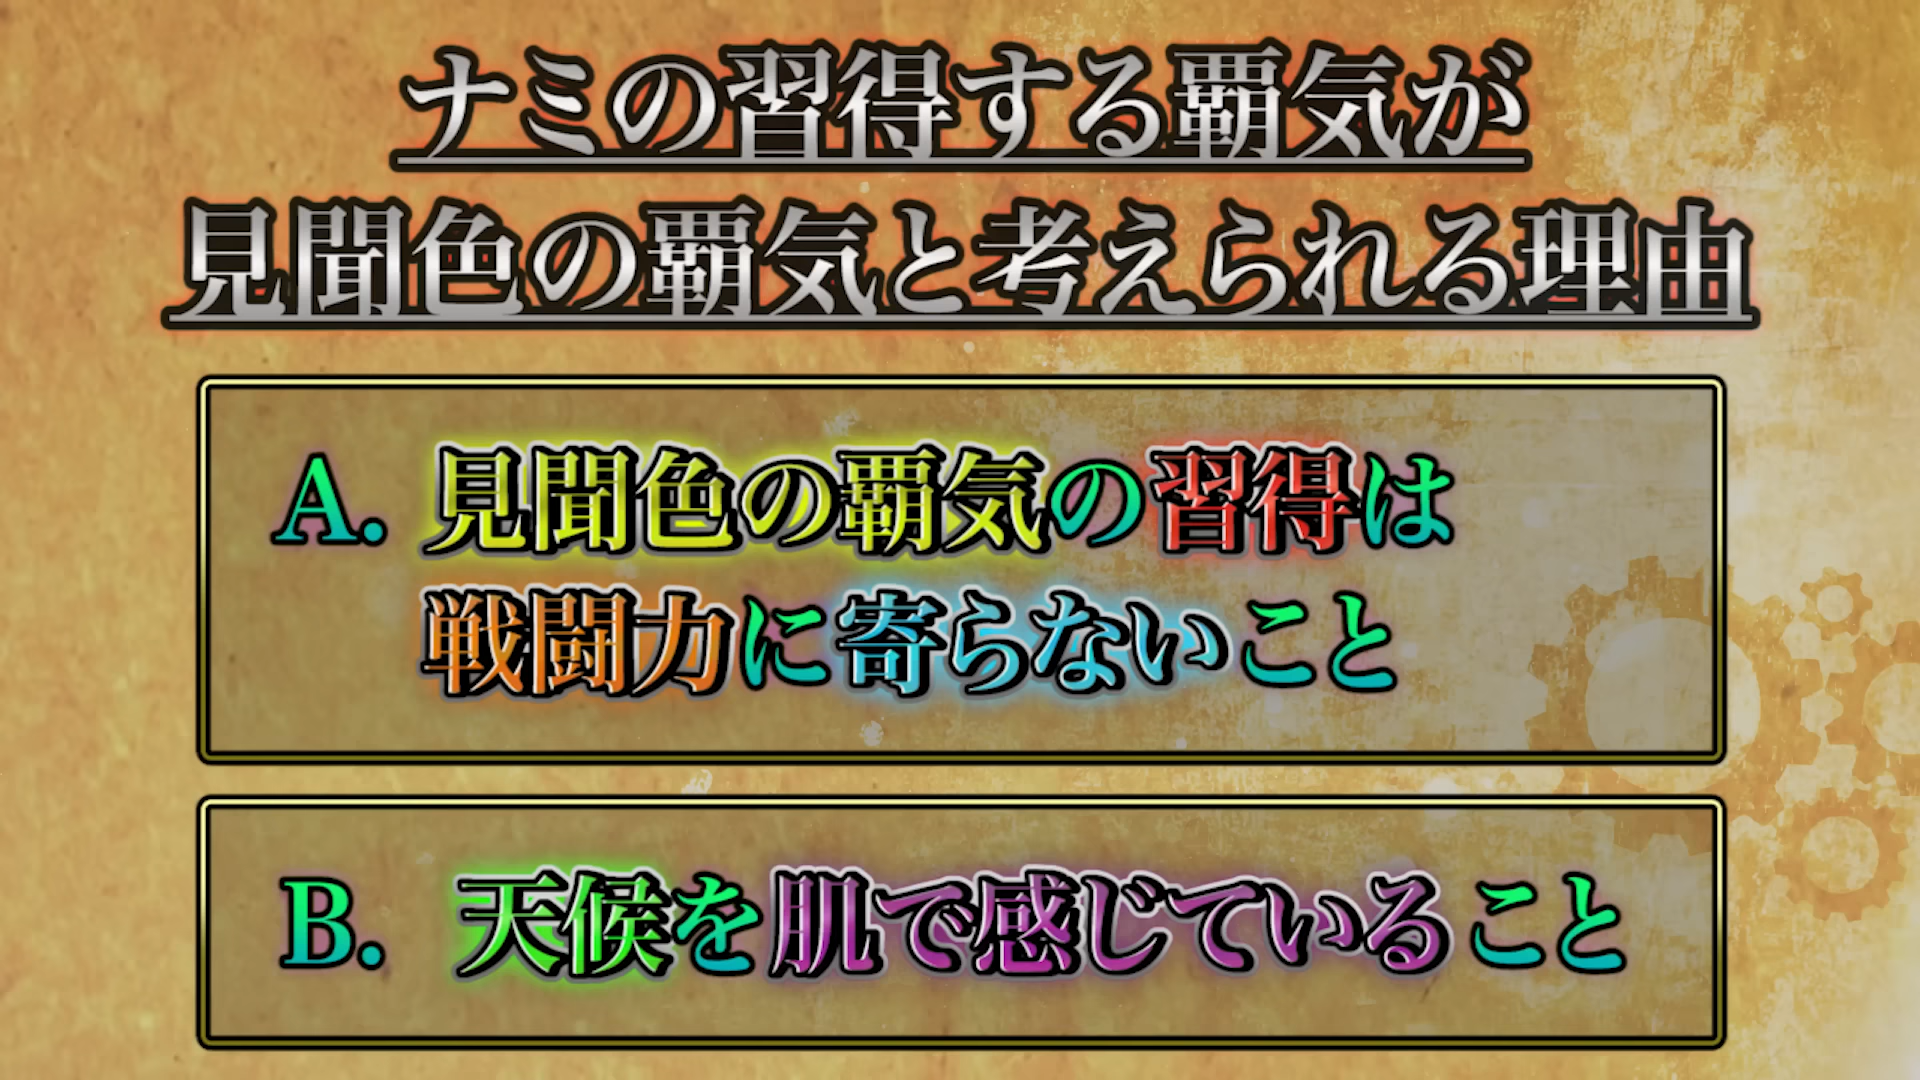 ナミの習得する覇気が
見聞色の覇気と考えられる理由
A. 見聞色の覇気の習得は
戦闘力に寄らないこと
B. 天候を肌で感じていること